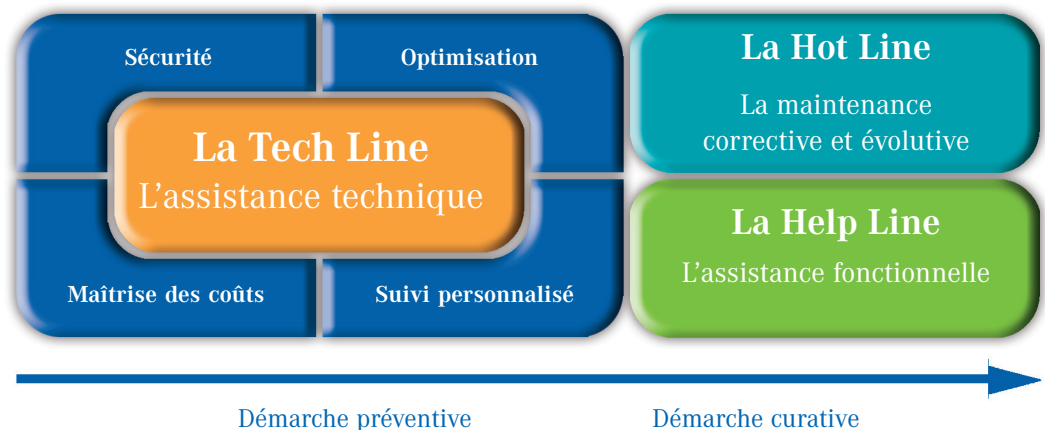 Sécurité
Optimisation
La Tech Line
L'assistance technique
Maîtrise des coûts
Suivi personnalisé
La Hot Line
La maintenance
corrective et évolutive
La Help Line
L'assistance fonctionnelle
Démarche préventive
Démarche curative